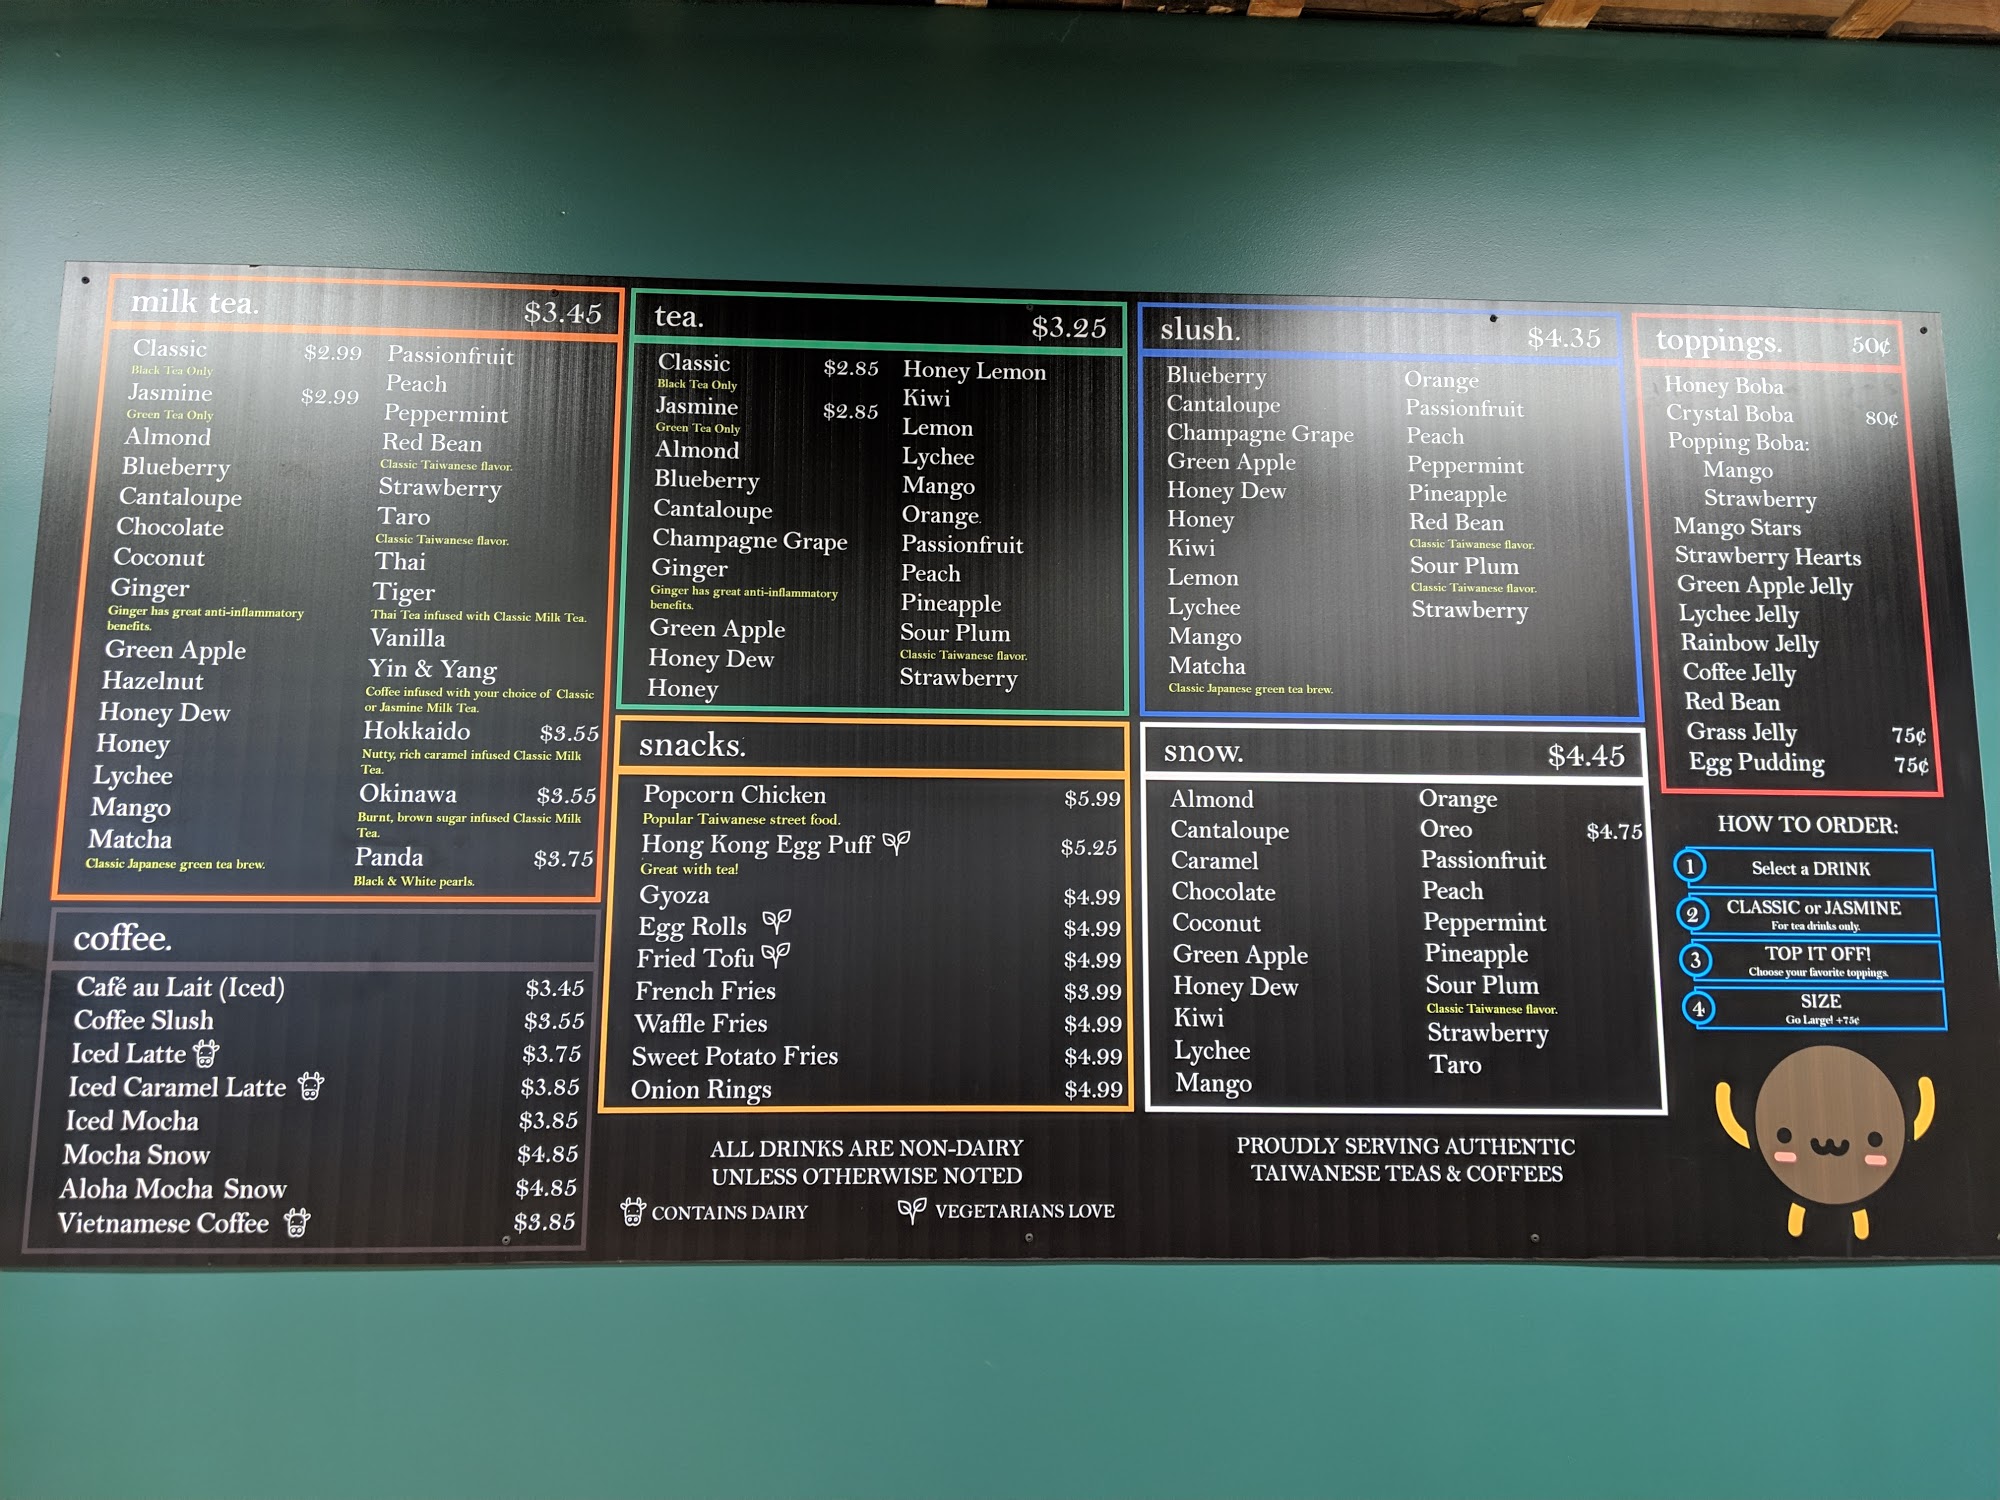 milk tea. $3.45
Classic $2.99
Black Tea Only
Jasmine $2.99
Green Tea Only
Almond
Blueberry
Cantaloupe
Chocolate
Coconut
Ginger
Ginger has great anti-inflammatory
benefits.
Green Apple
Hazelnut
Honey Dew
Honey
Lychee
Mango
Matcha
Classic Japanese green tea brew.
Passionfruit
Peach
Peppermint
Red Bean
Classic Taiwanese flavor.
Strawberry
Taro
Classic Taiwanese flavor.
Thai
Tiger
Thai Tea infused with Classic Milk Tea.
Vanilla
Yin & Yang
Coffee infused with your choice of Classic
or Jasmine Milk Tea.
Hokkaido $3.55
Nutty, rich caramel infused Classic Milk
Tea.
Okinawa $3.55
Burnt, brown sugar infused Classic Milk
Tea.
Panda $3.75
Black & White pearls.
coffee.
Café au Lait (Iced) $3.45
Coffee Slush $3.55
Iced Latte $3.75
Iced Caramel Latte $3.85
Iced Mocha $3.85
Mocha Snow $4.85
Aloha Mocha Snow $4.85
Vietnamese Coffee $3.85
tea. $3.25
Classic $2.85
Black Tea Only
Jasmine $2.85
Green Tea Only
Almond
Blueberry
Cantaloupe
Champagne Grape
Ginger
Ginger has great anti-inflammatory
benefits.
Green Apple
Honey Dew
Honey
Honey Lemon
Kiwi
Lemon
Lychee
Mango
Orange
Passionfruit
Peach
Pineapple
Sour Plum
Classic Taiwanese flavor.
Strawberry
snacks.
Popcorn Chicken $5.99
Popular Taiwanese street food.
Hong Kong Egg Puff $5.25
Great with tea!
Gyoza $4.99
Egg Rolls $4.99
Fried Tofu $4.99
French Fries $3.99
Waffle Fries $4.99
Sweet Potato Fries $4.99
Onion Rings $4.99
ALL DRINKS ARE NON-DAIRY
UNLESS OTHERWISE NOTED
CONTAINS DAIRY
VEGETARIANS LOVE
slush. $4.35
Blueberry
Cantaloupe
Champagne Grape
Green Apple
Honey Dew
Honey
Kiwi
Lemon
Lychee
Mango
Matcha
Classic Japanese green tea brew.
Orange
Passionfruit
Peach
Peppermint
Pineapple
Red Bean
Classic Taiwanese flavor.
Sour Plum
Classic Taiwanese flavor.
Strawberry
snow. $4.45
Almond
Cantaloupe
Caramel
Chocolate
Coconut
Green Apple
Honey Dew
Kiwi
Lychee
Mango
Orange
Oreo $4.75
Passionfruit
Peach
Peppermint
Pineapple
Sour Plum
Classic Taiwanese flavor.
Strawberry
Taro
PROUDLY SERVING AUTHENTIC
TAIWANESE TEAS & COFFEES
toppings. 50¢
Honey Boba
Crystal Boba 80¢
Popping Boba:
Mango
Strawberry
Mango Stars
Strawberry Hearts
Green Apple Jelly
Lychee Jelly
Rainbow Jelly
Coffee Jelly
Red Bean
Grass Jelly 75¢
Egg Pudding 75¢
HOW TO ORDER:
1 Select a DRINK
2 CLASSIC or JASMINE
For tea drinks only.
3 TOP IT OFF!
Choose your favorite toppings.
4 SIZE
Go Large! +75¢